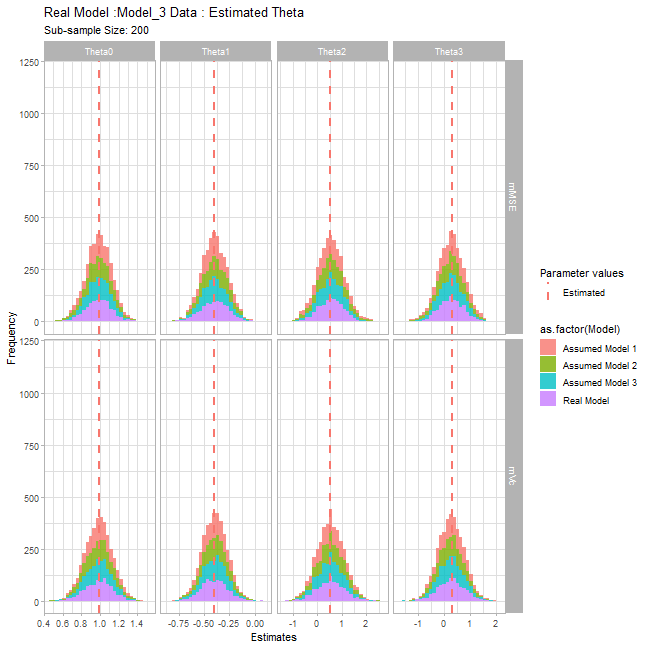 Real Model :Model_3 Data : Estimated Theta
Sub-sample Size: 200
Theta0 Theta1 Theta2 Theta3
1250
1000
750
500
250
0
mMSE
1250
1000
750
500
250
0
mVc
Frequency
0.4 0.6 0.8 1.0 1.2 1.4 -0.75 -0.50 -0.25 0.00 -1 0 1 2 -1 0 1 2
Estimates
Parameter values
Estimated
as.factor(Model)
Assumed Model 1
Assumed Model 2
Assumed Model 3
Real Model